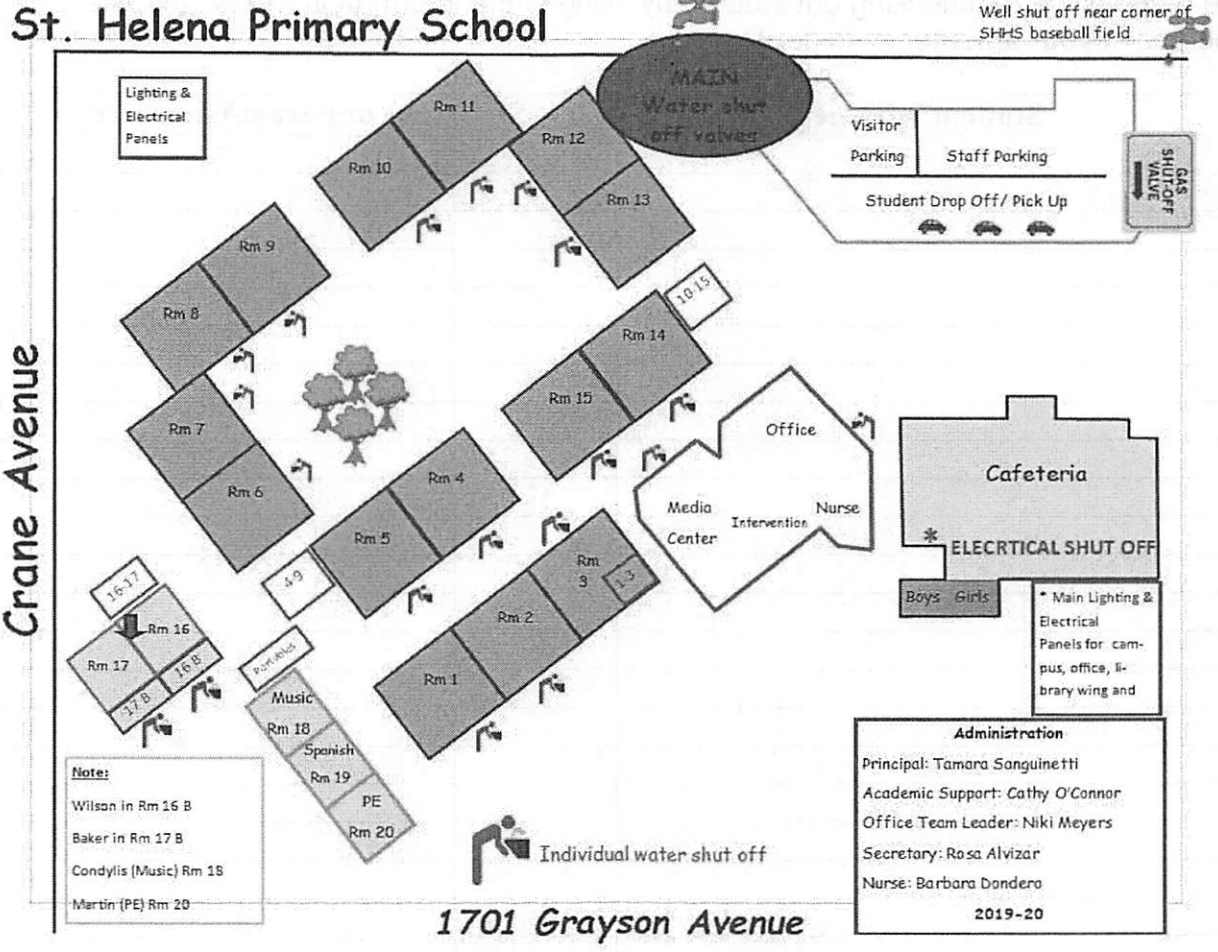 St. Helena Primary School
Well shut off near corner of
SHHS baseball field
Lighting &
Electrical
Panels
MAIN
Water shut
off valves
Visitor
Parking
Staff Parking
Student Drop Off/ Pick Up
GAS
SHUT-OFF
VALVE
Rm 11
Rm 10
Rm 12
Rm 13
Rm 9
Rm 8
10-15
Rm 14
Rm 15
Rm 7
Rm 6
Office
Media
Center
Intervention
Nurse
Cafeteria
*
ELECRTICAL SHUT OFF
Boys Girls
* Main Lighting &
Electrical
Panels for cam-
pus, office, li-
brary wing and
Rm 4
Rm 5
4-9
Rm
3
1-3
Rm 2
Rm 1
Crane Avenue
16-17
Rm 16
Rm 17
16 B
17 B
Portables
Music
Rm 18
Spanish
Rm 19
PE
Rm 20
Note:
Wilson in Rm 16 B
Baker in Rm 17 B
Condylis (Music) Rm 18
Martin (PE) Rm 20
Individual water shut off
Administration
Principal: Tamara Sanguinetti
Academic Support: Cathy O'Connor
Office Team Leader: Niki Meyers
Secretary: Rosa Alvizar
Nurse: Barbara Dondero
2019-20
1701 Grayson Avenue